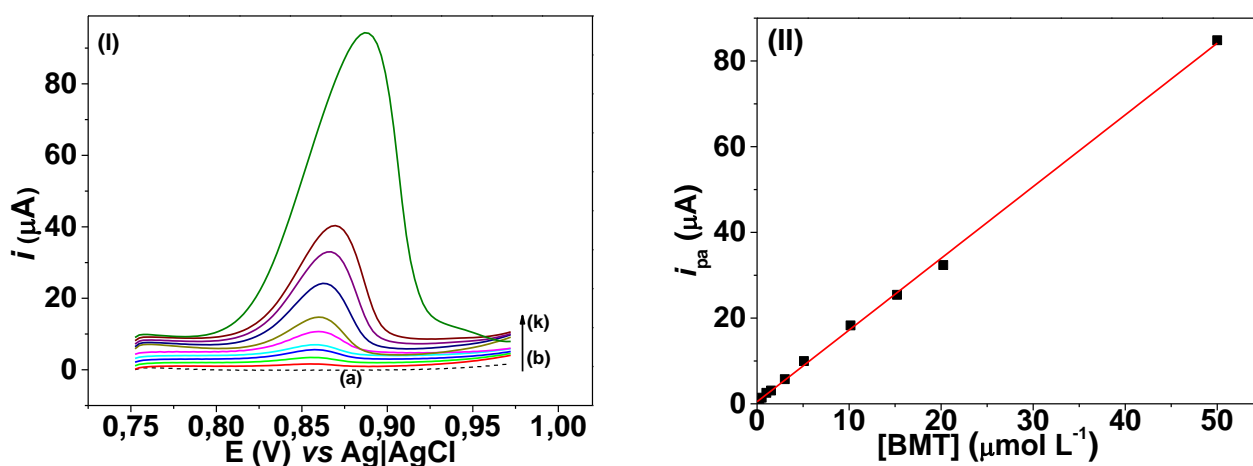 (I)
i (μA)
80
60
40
20
0
(k)
(b)
(a)
0,75 0,80 0,85 0,90 0,95 1,00
E (V) vs Ag|AgCl
(II)
i_pa (μA)
80
60
40
20
0
0 10 20 30 40 50
[BMT] (μmol L⁻¹)